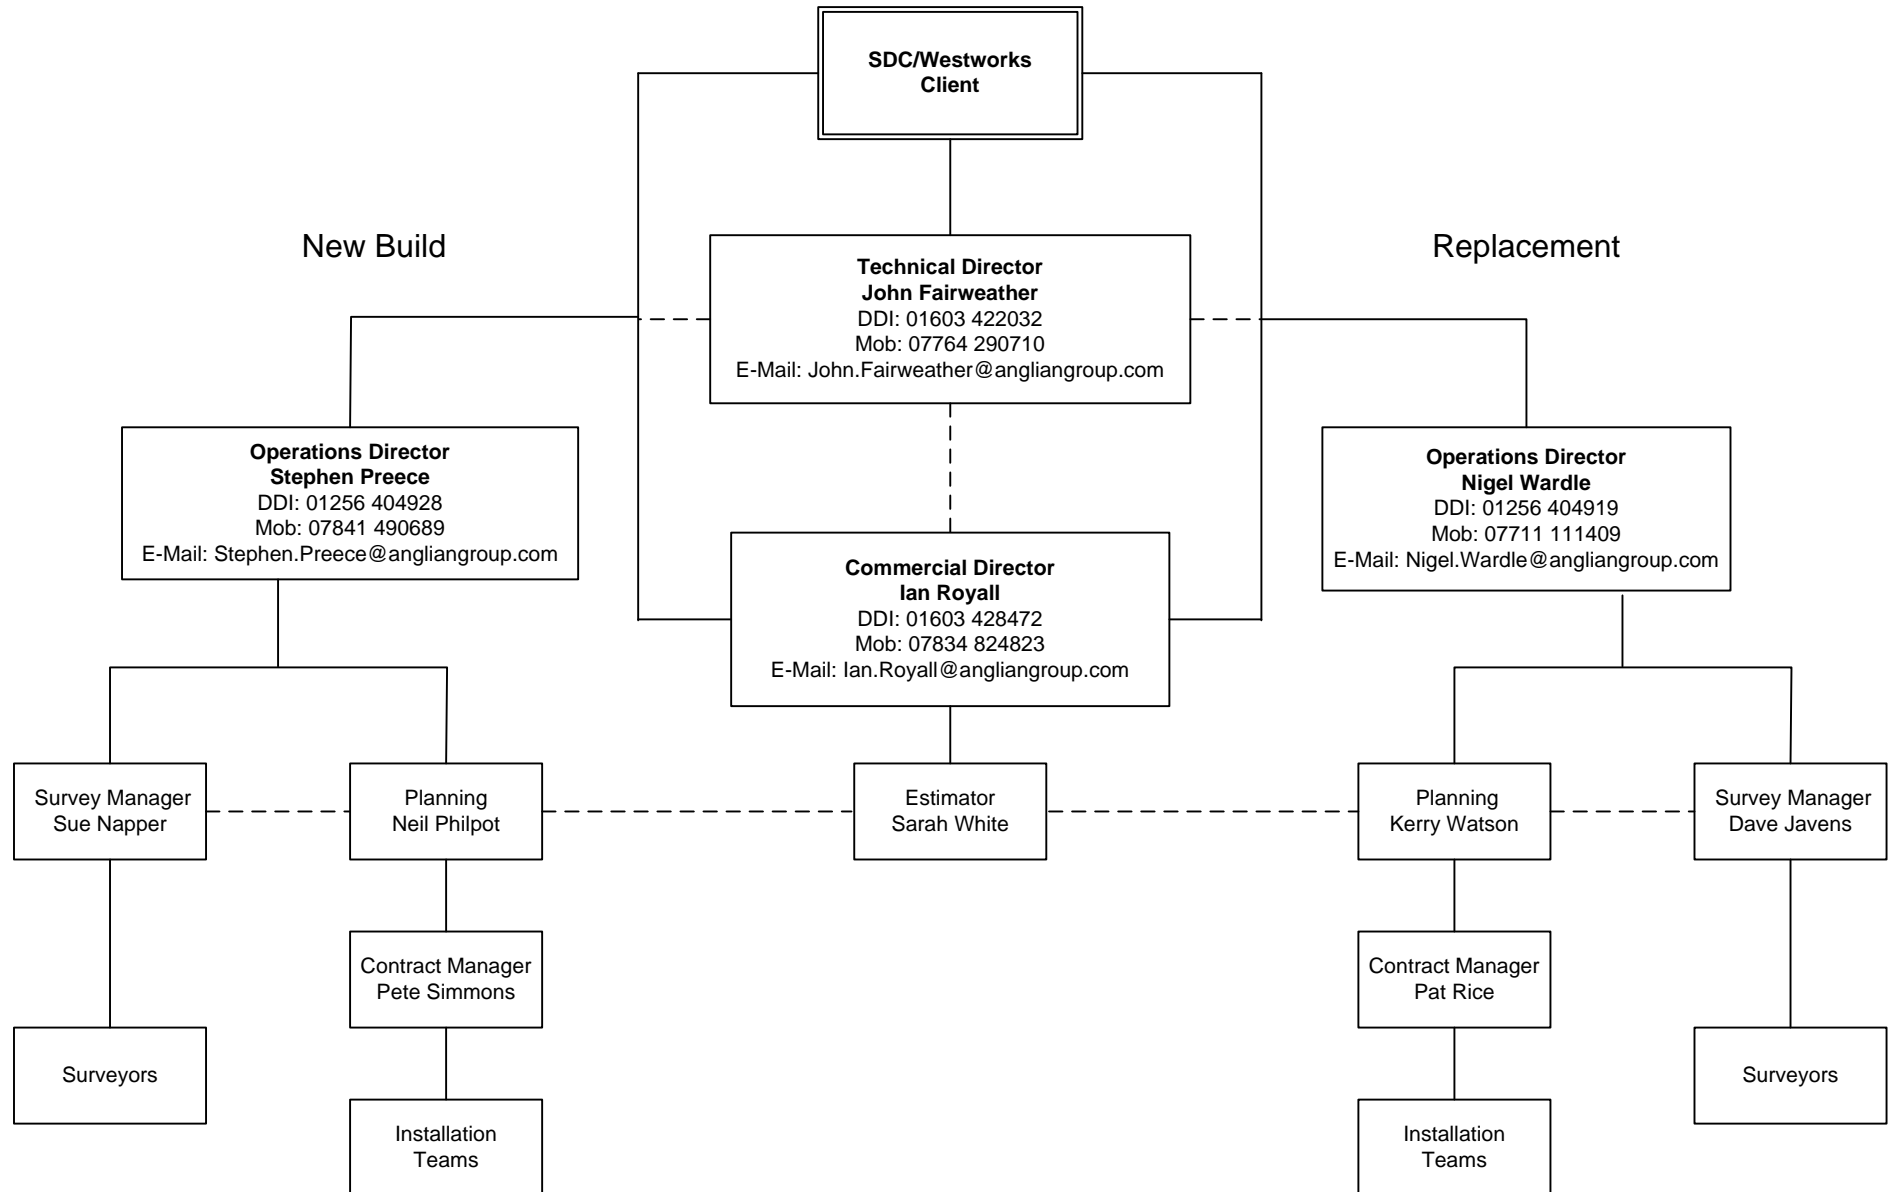 SDC/Westworks
Client
New Build
Replacement
Technical Director
John Fairweather
DDI: 01603 422032
Mob: 07764 290710
E-Mail: John.Fairweather@angliangroup.com
Operations Director
Stephen Preece
DDI: 01256 404928
Mob: 07841 490689
E-Mail: Stephen.Preece@angliangroup.com
Operations Director
Nigel Wardle
DDI: 01256 404919
Mob: 07711 111409
E-Mail: Nigel.Wardle@angliangroup.com
Commercial Director
Ian Royall
DDI: 01603 428472
Mob: 07834 824823
E-Mail: Ian.Royall@angliangroup.com
Survey Manager
Sue Napper
Planning
Neil Philpot
Estimator
Sarah White
Planning
Kerry Watson
Survey Manager
Dave Javens
Contract Manager
Pete Simmons
Contract Manager
Pat Rice
Surveyors
Surveyors
Installation
Teams
Installation
Teams